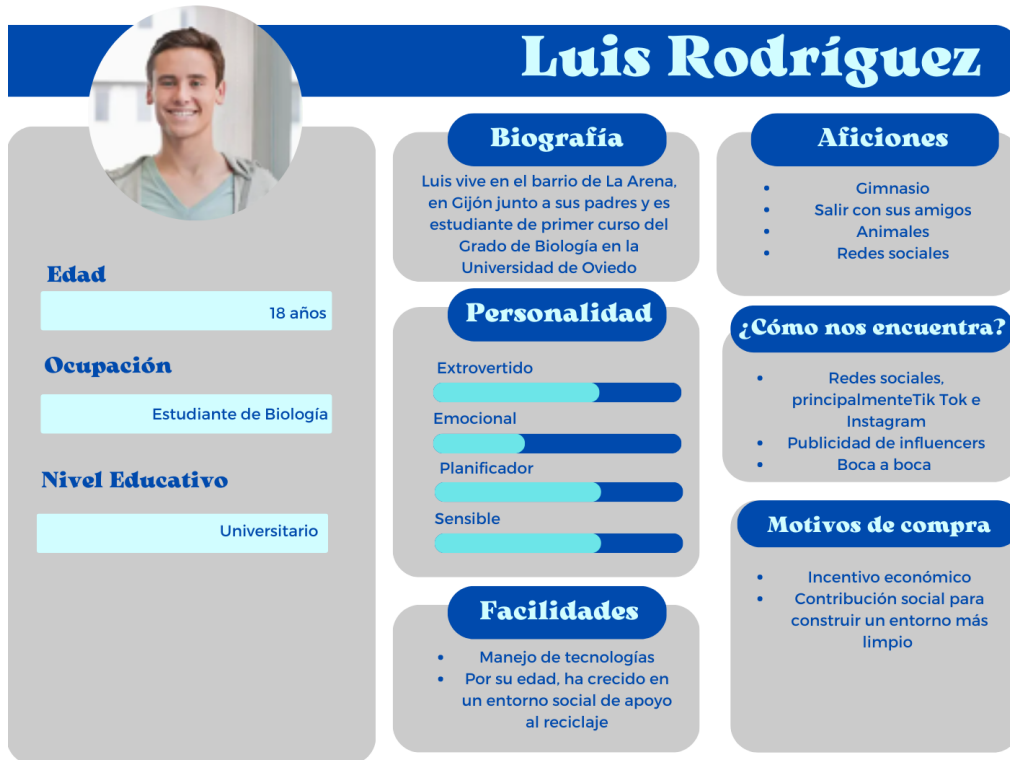 Luis Rodríguez
Edad
18 años
Ocupación
Estudiante de Biología
Nivel Educativo
Universitario
Biografía
Luis vive en el barrio de La Arena,
en Gijón junto a sus padres y es
estudiante de primer curso del
Grado de Biología en la
Universidad de Oviedo
Personalidad
Extrovertido
Emocional
Planificador
Sensible
Facilidades
• Manejo de tecnologías
• Por su edad, ha crecido en
un entorno social de apoyo
al reciclaje
Aficiones
• Gimnasio
• Salir con sus amigos
• Animales
• Redes sociales
¿Cómo nos encuentra?
• Redes sociales,
principalmenteTik Tok e
Instagram
• Publicidad de influencers
• Boca a boca
Motivos de compra
• Incentivo económico
• Contribución social para
construir un entorno más
limpio